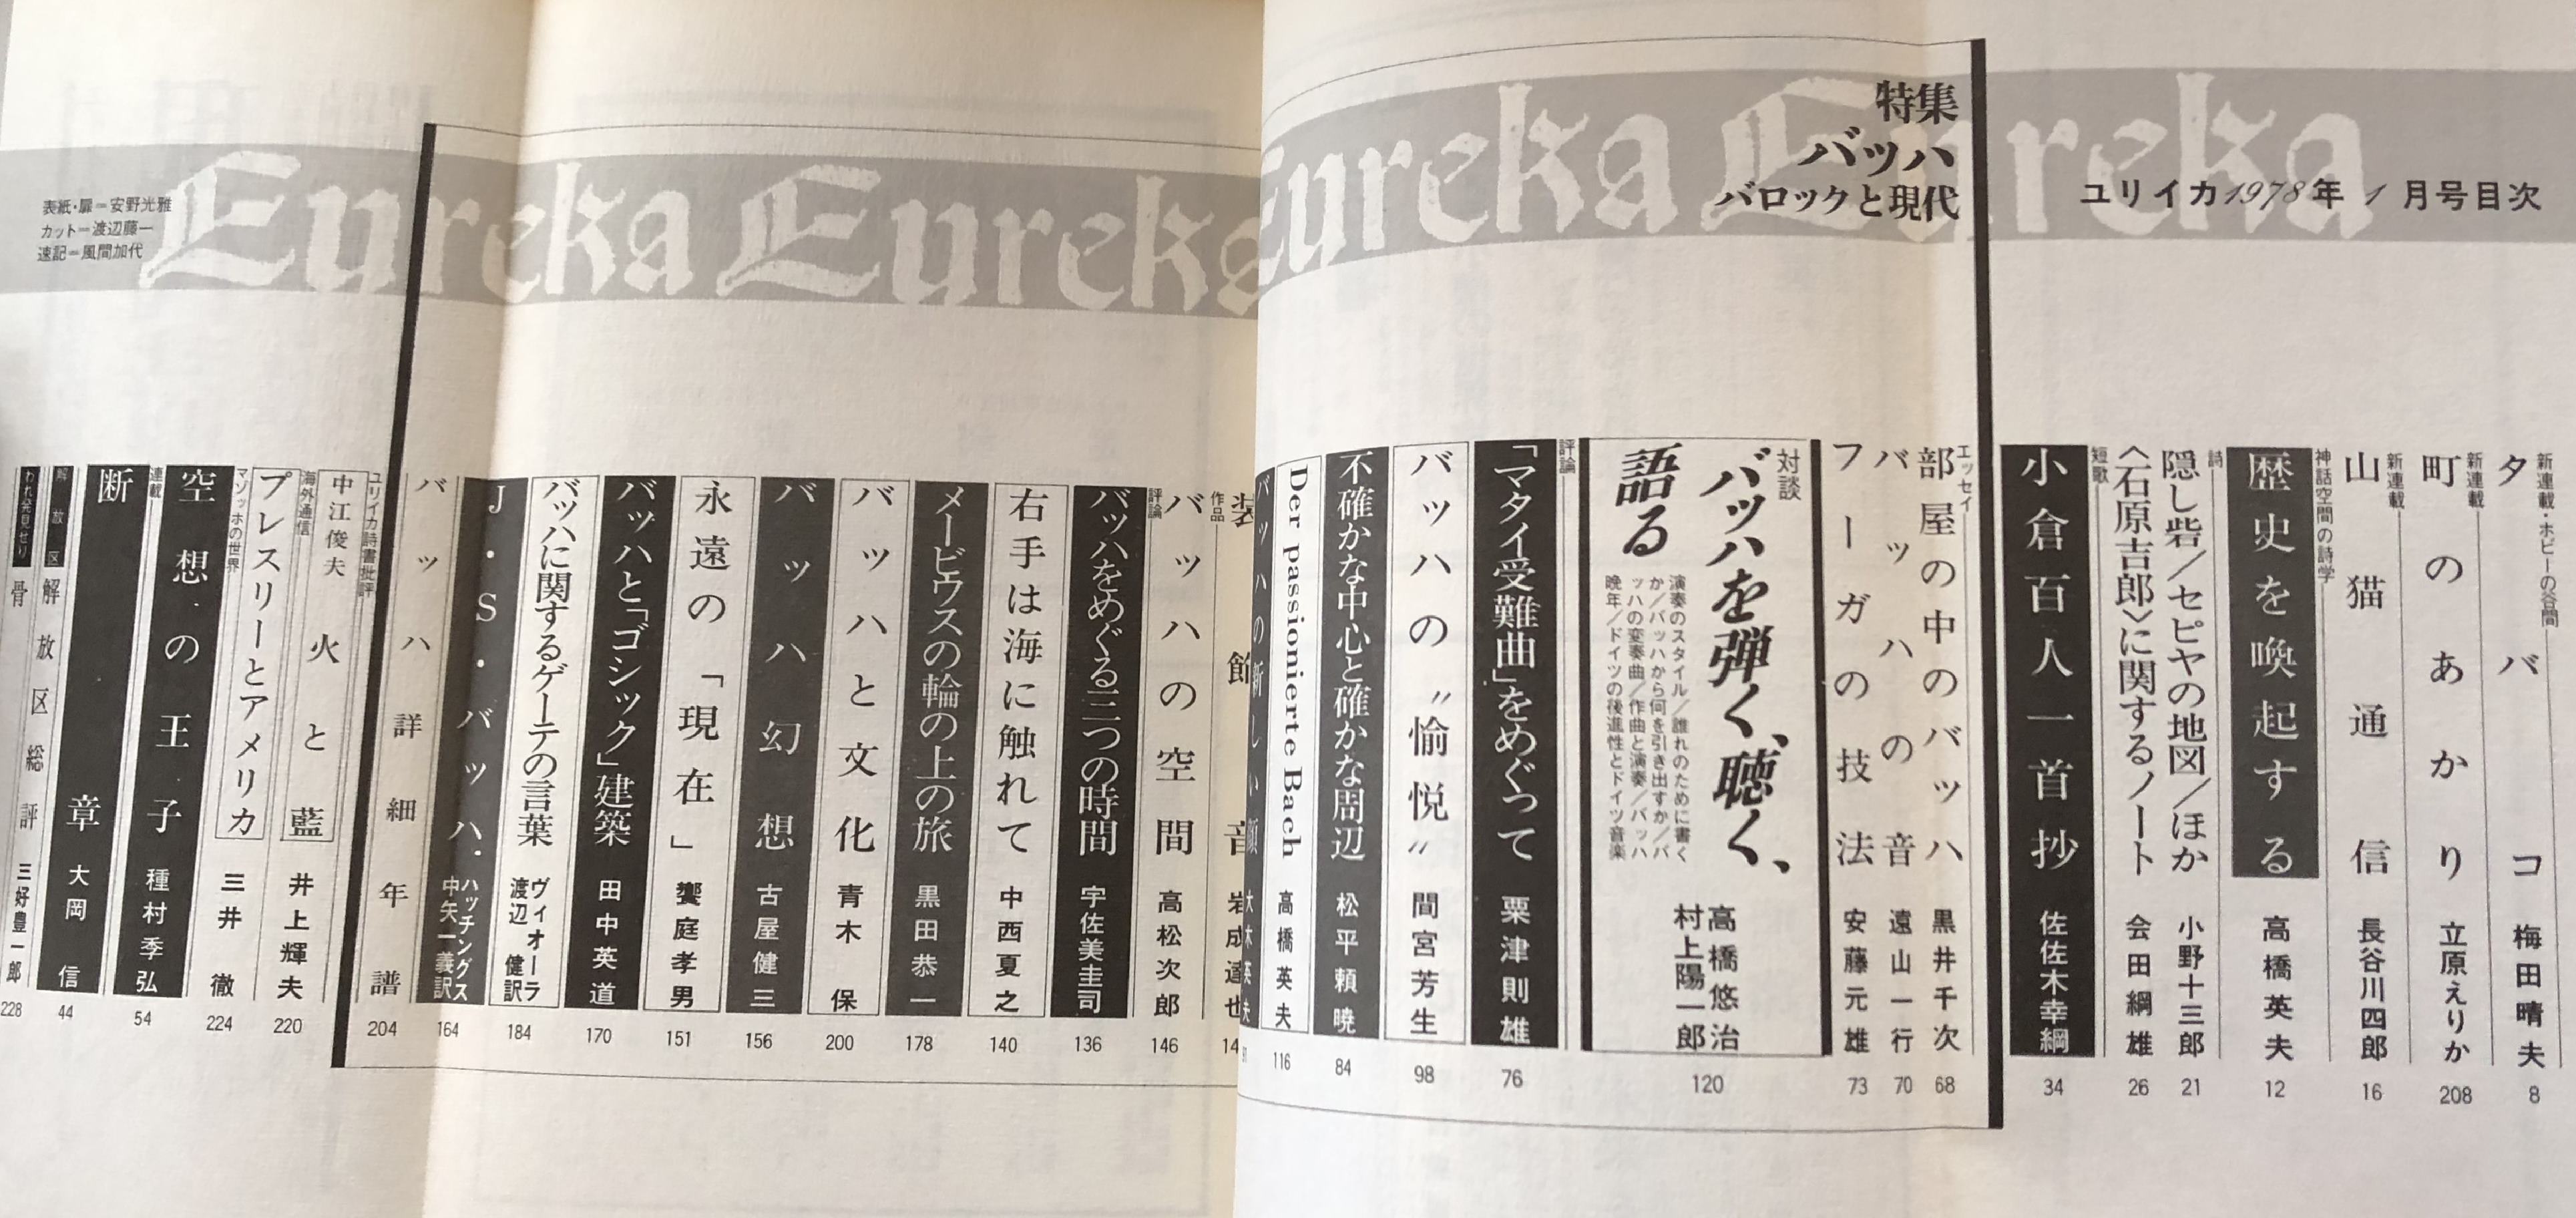 ユリイカ1978年1月号目次
Eureka Eureka
新連載・ホビーの谷間
タバコ 梅田晴夫 8
新連載
町のあかり 立原えりか 208
新連載
山猫通信 長谷川四郎 16
神話空間の詩学
歴史を喚起する 高橋英夫 12
詩
隠し砦/セピヤの地図/ほか 小野十三郎 21
〈石原吉郎〉に関するノート 会田綱雄 26
短歌
小倉百人一首抄 佐佐木幸綱 34
特集
バッハ
バロックと現代
エッセイ
部屋の中のバッハ 黒井千次 68
バッハの音 遠山一行 70
フーガの技法 安藤元雄 73
対談
バッハを弾く、聴く、
語る
演奏のスタイル/誰れのために書く
か/バッハから何を引き出すか/バ
ッハの変奏曲/作曲と演奏/バッハ
晩年/ドイツの後進性とドイツ音楽
高橋悠治
村上陽一郎 120
評論
「マタイ受難曲」をめぐって 粟津則雄 76
バッハの〝愉悦〟 間宮芳生 98
不確かな中心と確かな周辺 松平頼暁 84
Der passionierte Bach 高橋英夫 116
バッハの新しい顔 大木英夫
Eureka Eureka
作品
装飾音 岩成達也 14
評論
バッハの空間 高松次郎 146
バッハをめぐる三つの時間 宇佐美圭司 136
右手は海に触れて 中西夏之 140
メービウスの輪の上の旅 黒田恭一 178
バッハと文化 青木保 200
バッハ幻想 古屋健三 156
永遠の「現在」 饗庭孝男 151
バッハと「ゴシック」建築 田中英道 170
バッハに関するゲーテの言葉 ヴィオーラ 渡辺健訳 184
J・S・バッハ ハッチングス 中矢一義訳 164
バッハ詳細年譜 204
ユリイカ詩書批評
中江俊夫 火と藍 井上輝夫 220
海外通信
プレスリーとアメリカ 三井徹 224
マゾッホの世界
空想の王子 種村季弘 54
連載
断章 大岡信 44
解放区
解放区総評 三好豊一郎 228
われ発見せり
骨
表紙・扉=安野光雅
カット=渡辺藤一
速記=風間加代